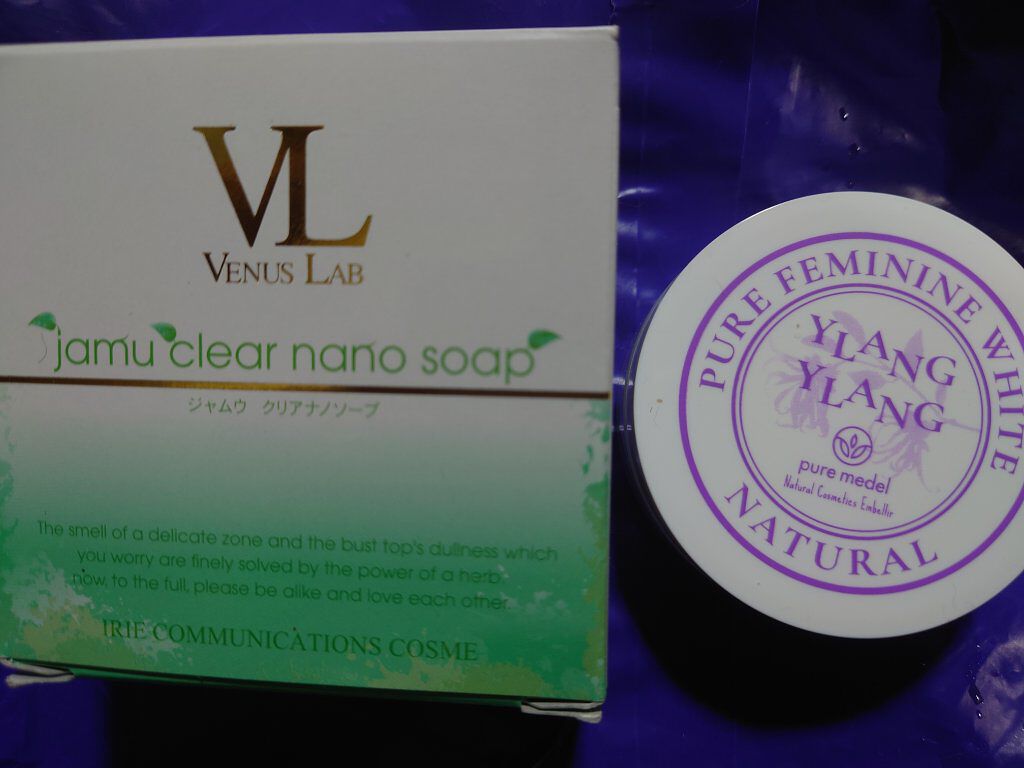 VL
VENUS LAB
jamu clear nano soap
ジャムウ クリアナノソープ
The smell of a delicate zone and the bust top's dullness which
you worry are finely solved by the power of a herb.
now, to the full, please be alike and love each other.
IRIE COMMUNICATIONS COSME
PURE FEMININE WHITE
YLANG
YLANG
pure medel
Natural Cosmetics Embellir
NATURAL